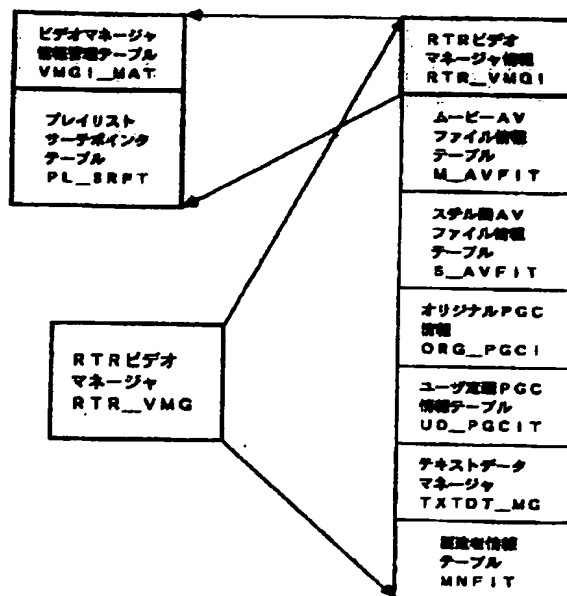 ビデオマネージャ
情報管理テーブル
VMGI_MAT
プレイリスト
サーチポインタ
テーブル
PL_SRPT
RTRビデオ
マネージャ
RTR_VMG
RTRビデオ
マネージャ情報
RTR_VMGI
ムービーAV
ファイル情報
テーブル
M_AVFIT
スチル画AV
ファイル情報
テーブル
S_AVFIT
オリジナルPGC
情報
ORG_PGCI
ユーザ定義PGC
情報テーブル
UD_PGCIT
テキストデータ
マネージャ
TXTDT_MG
製造者情報
テーブル
MNFIT